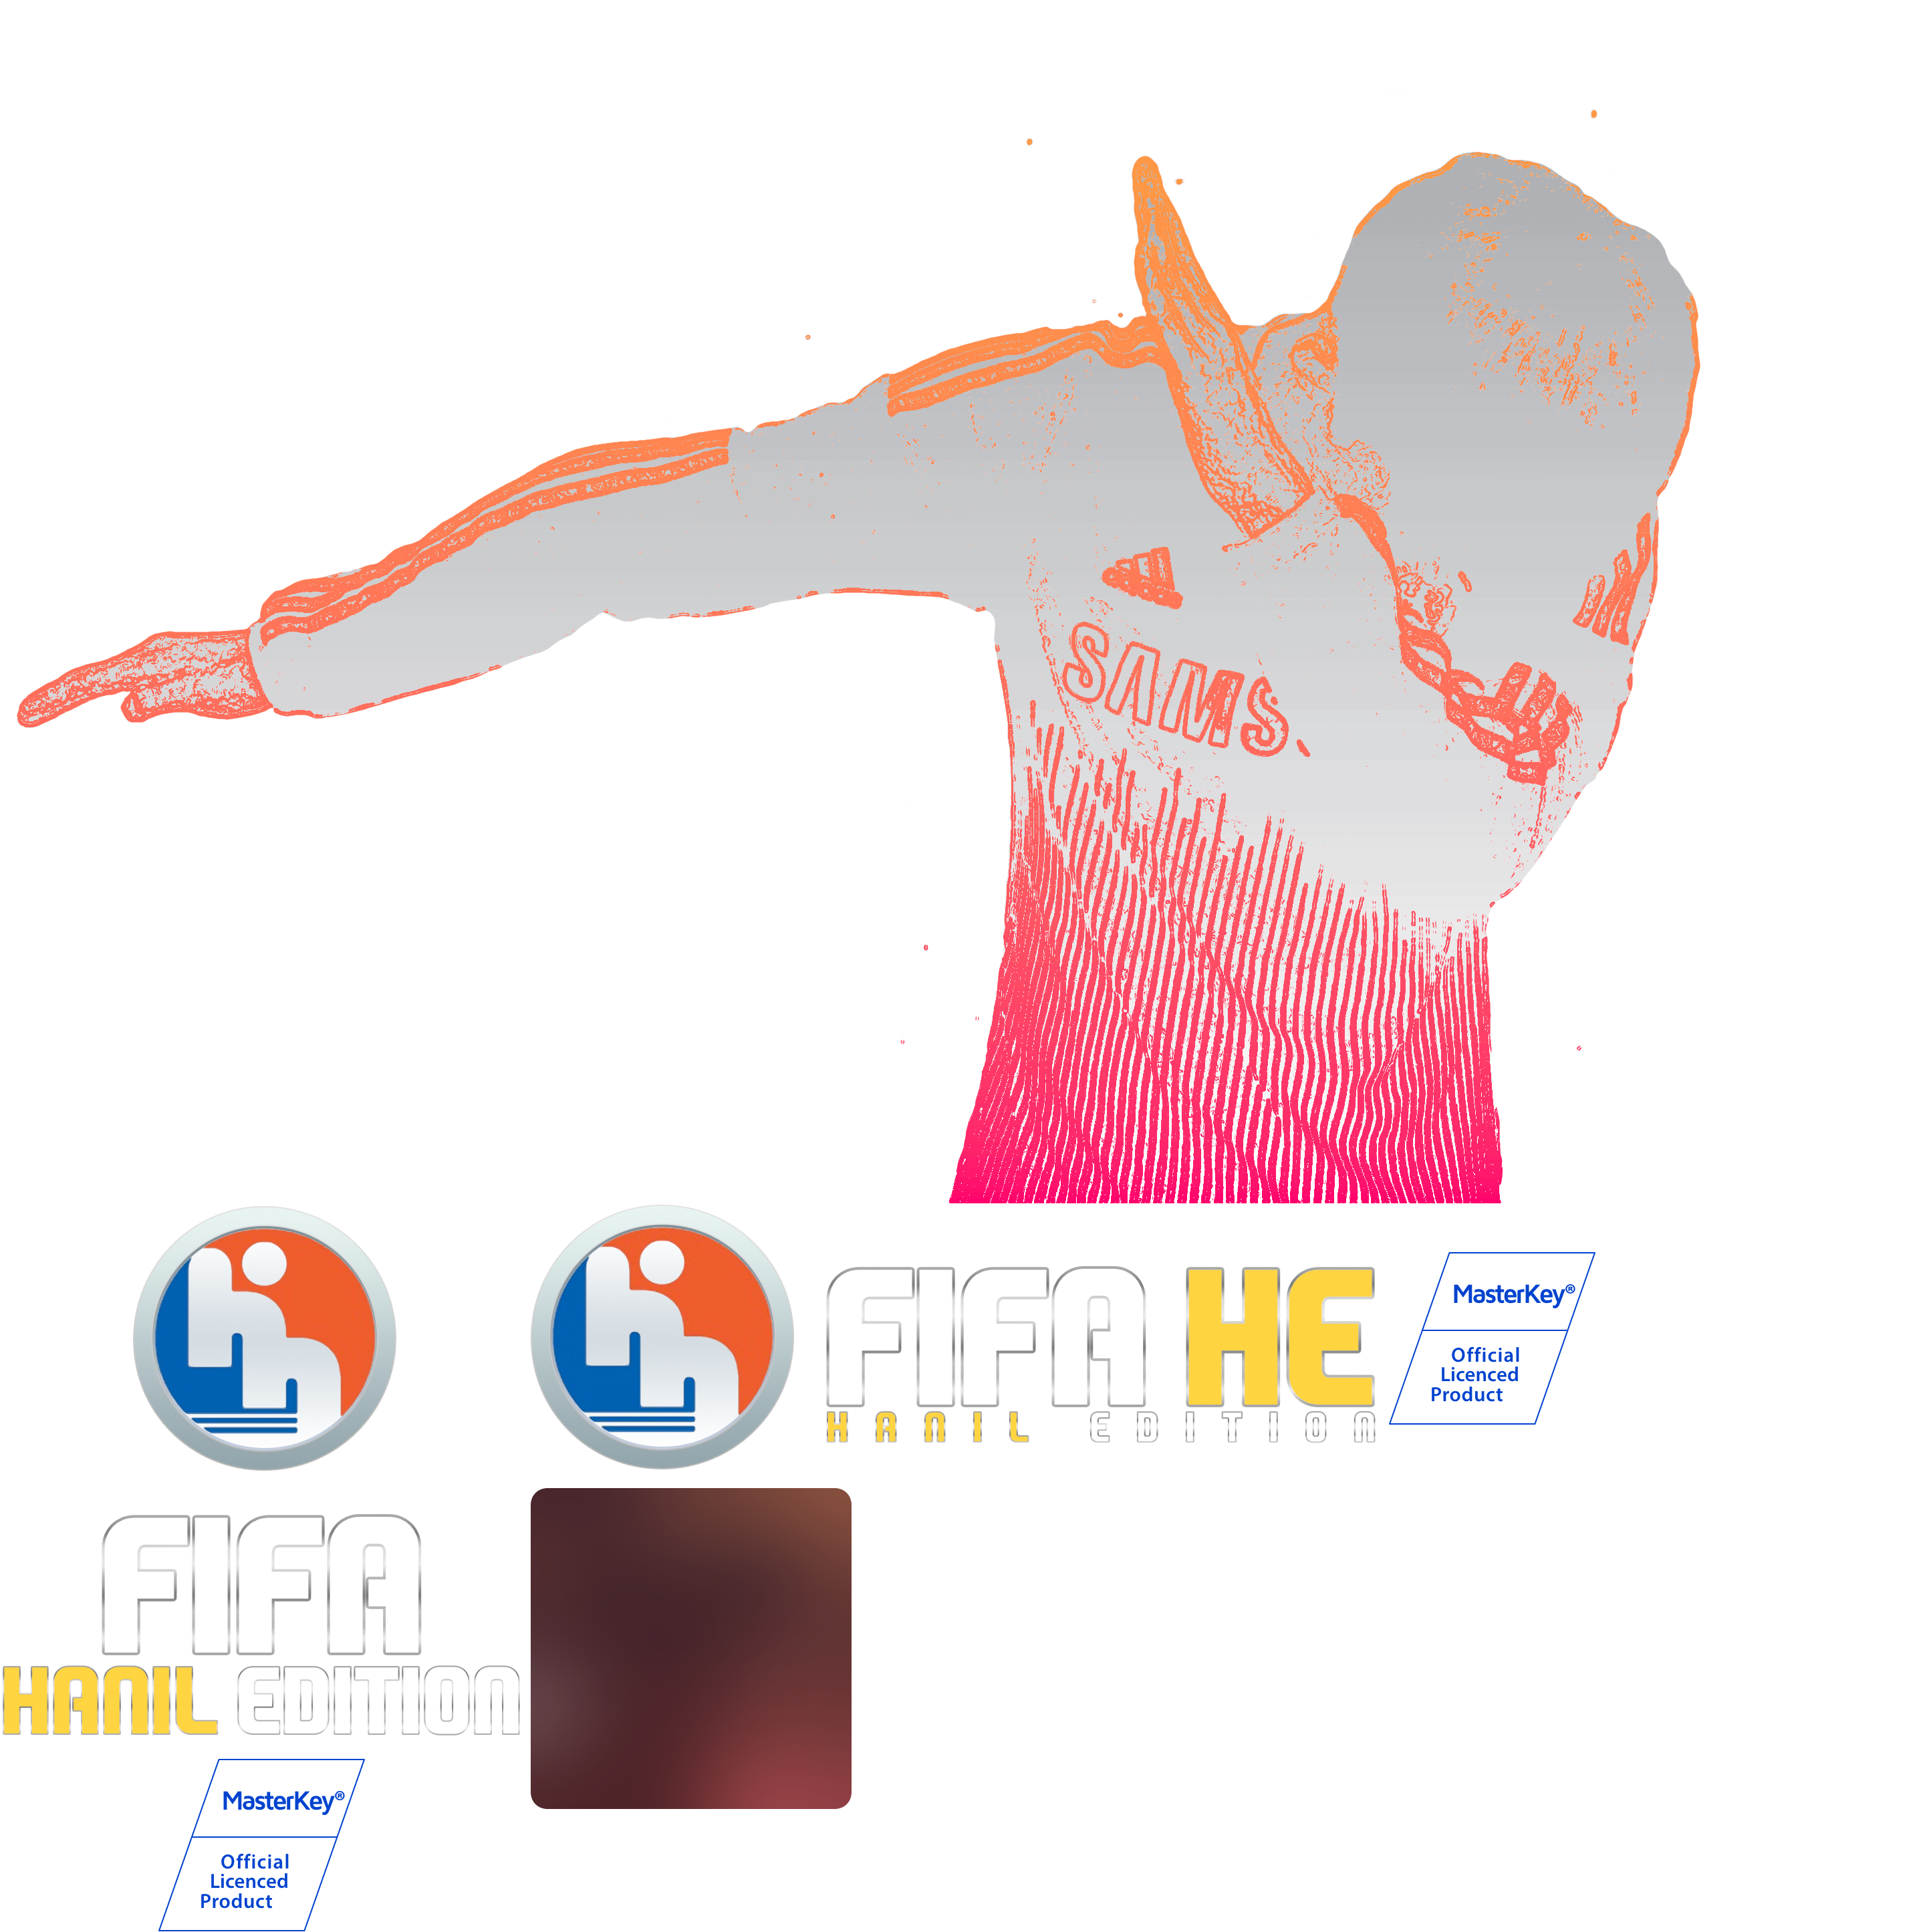 SAMS
FIFA HE
HANIL EDITION
MasterKey®
Official
Licenced
Product
FIFA
HANIL EDITION
MasterKey®
Official
Licenced
Product